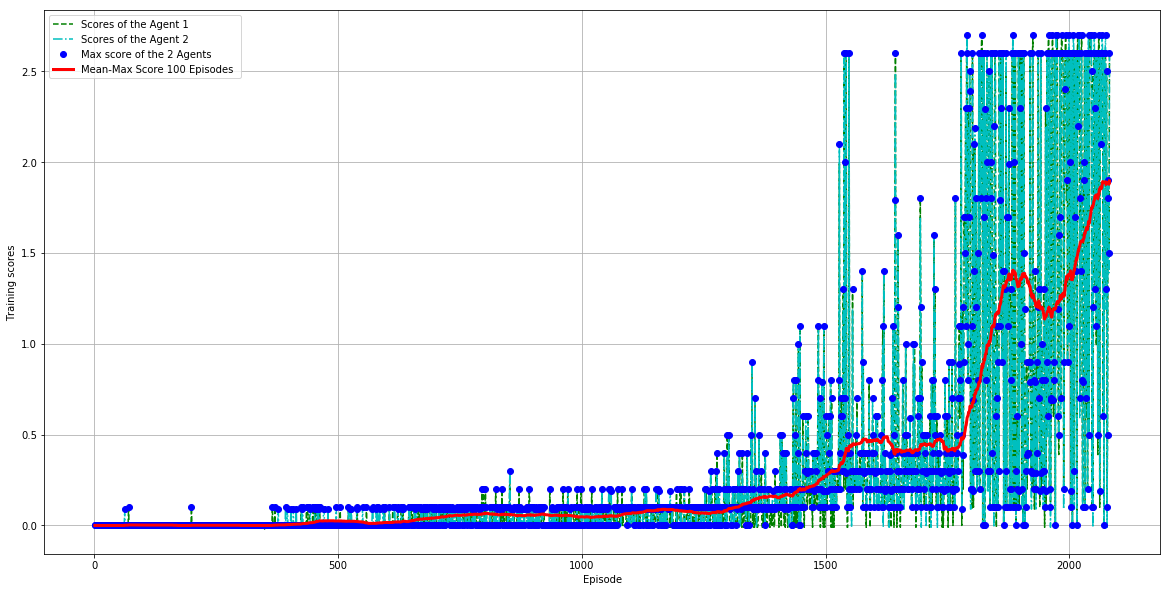 Scores of the Agent 1
Scores of the Agent 2
Max score of the 2 Agents
Mean-Max Score 100 Episodes
Training scores
2.5
2.0
1.5
1.0
0.5
0.0
0
500
1000
1500
2000
Episode